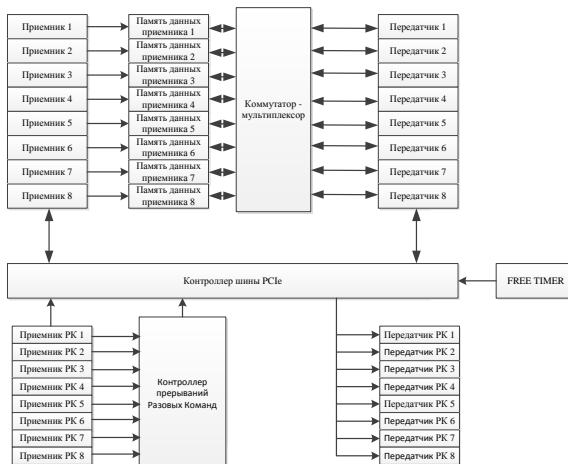 Приемник 1
Приемник 2
Приемник 3
Приемник 4
Приемник 5
Приемник 6
Приемник 7
Приемник 8
Память данных
приемника 1
Память данных
приемника 2
Память данных
приемника 3
Память данных
приемника 4
Память данных
приемника 5
Память данных
приемника 6
Память данных
приемника 7
Память данных
приемника 8
Коммутатор -
мультиплексор
Передатчик 1
Передатчик 2
Передатчик 3
Передатчик 4
Передатчик 5
Передатчик 6
Передатчик 7
Передатчик 8
Контроллер шины PCIe
FREE TIMER
Приемник РК 1
Приемник РК 2
Приемник РК 3
Приемник РК 4
Приемник РК 5
Приемник РК 6
Приемник РК 7
Приемник РК 8
Контроллер
прерываний
Разовых Команд
Передатчик РК 1
Передатчик РК 2
Передатчик РК 3
Передатчик РК 4
Передатчик РК 5
Передатчик РК 6
Передатчик РК 7
Передатчик РК 8